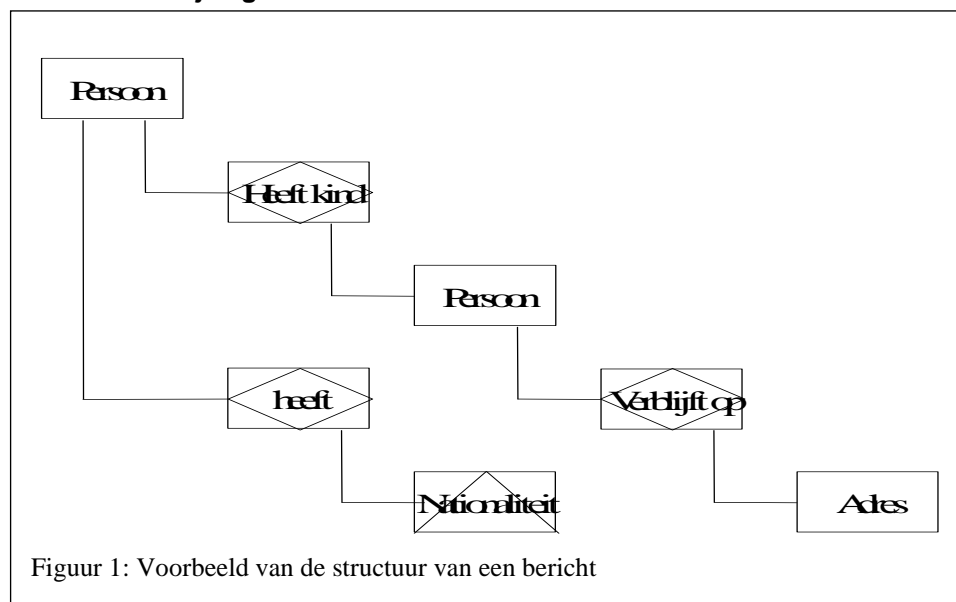 Persoon
Heeft kind
Persoon
heeft
Verblijft op
Nationaliteit
Adres
Figuur 1: Voorbeeld van de structuur van een bericht